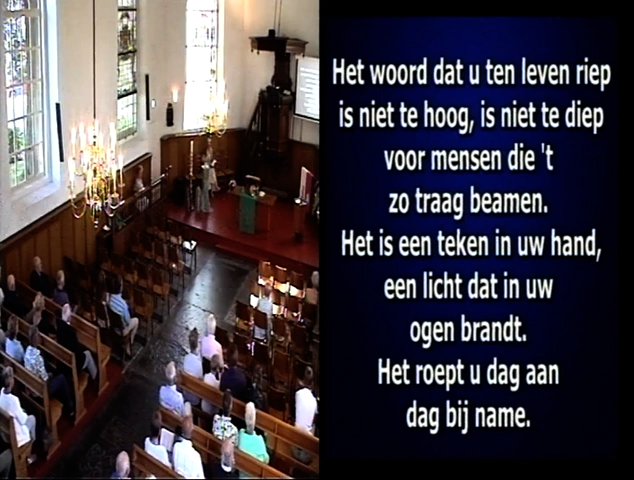 Het woord dat u ten leven riep
is niet te hoog, is niet te diep
voor mensen die 't
zo traag beamen.
Het is een teken in uw hand,
een licht dat in uw
ogen brandt.
Het roept u dag aan
dag bij name.